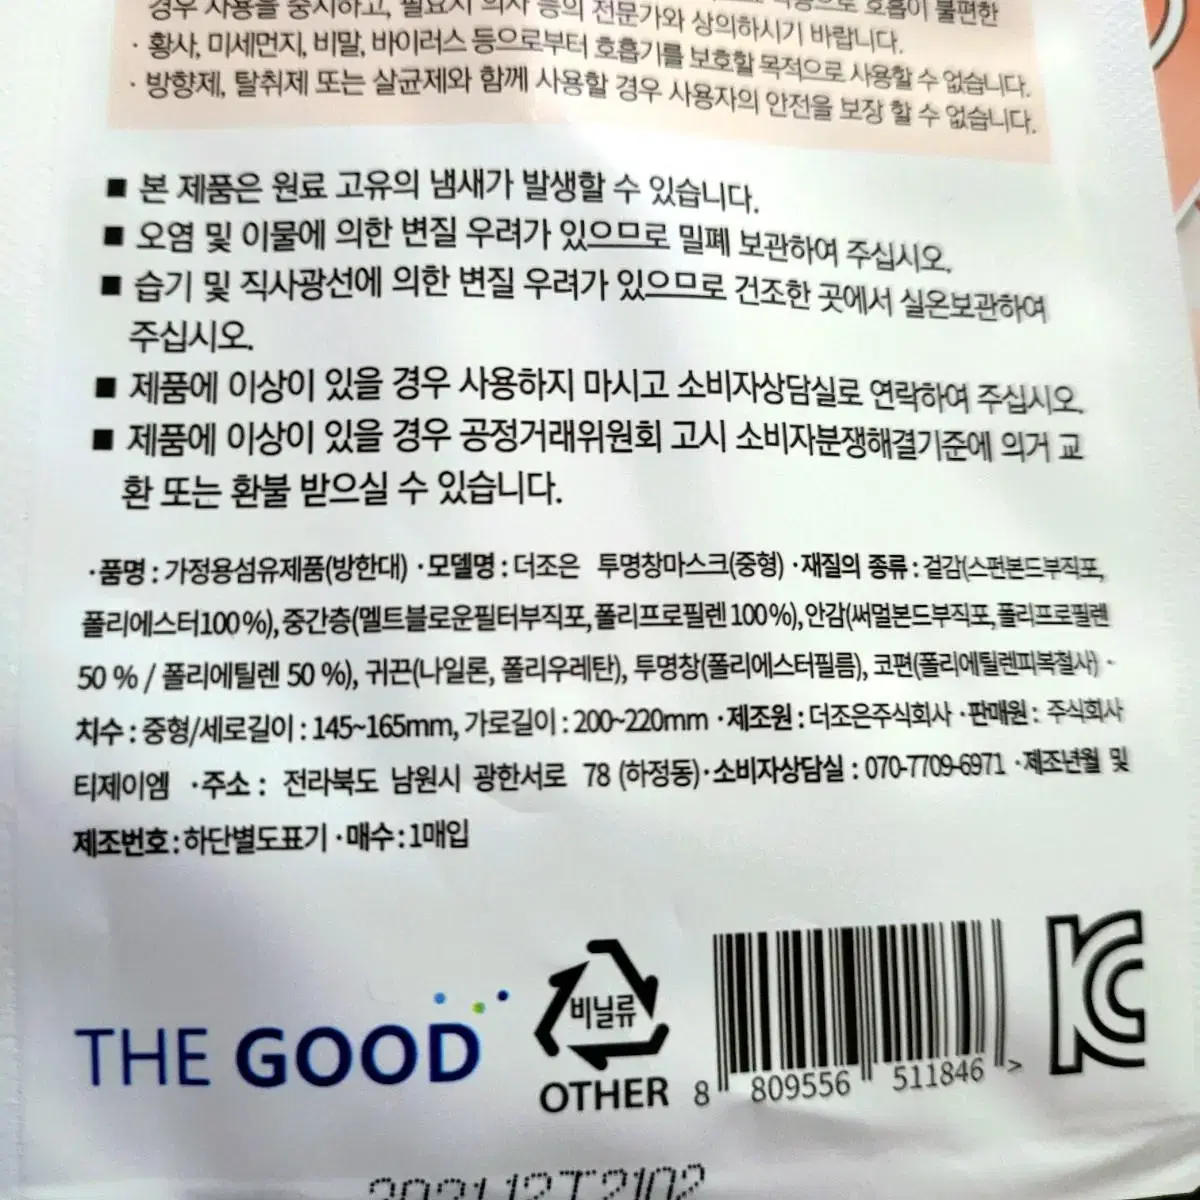 경우 사용을 중지하고, 필요시 의사 등의 전문가와 상의하시기 바랍니다.
호흡이 불편한
· 황사, 미세먼지, 비말, 바이러스 등으로부터 호흡기를 보호할 목적으로 사용할 수 없습니다.
· 방향제, 탈취제 또는 살균제와 함께 사용할 경우 사용자의 안전을 보장 할 수 없습니다.
■ 본 제품은 원료 고유의 냄새가 발생할 수 있습니다.
■ 오염 및 이물에 의한 변질 우려가 있으므로 밀폐 보관하여 주십시오.
■ 습기 및 직사광선에 의한 변질 우려가 있으므로 건조한 곳에서 실온보관하여
주십시오.
■ 제품에 이상이 있을 경우 사용하지 마시고 소비자상담실로 연락하여 주십시오.
■ 제품에 이상이 있을 경우 공정거래위원회 고시 소비자분쟁해결기준에 의거 교
환 또는 환불 받으실 수 있습니다.
·품명 : 가정용섬유제품(방한대) ·모델명 : 더조은 투명창마스크(중형) ·재질의 종류 : 겉감(스펀본드부직포,
폴리에스터100%), 중간층(멜트블로운필터부직포, 폴리프로필렌 100%), 안감(써멀본드부직포, 폴리프로필렌
50 % / 폴리에틸렌 50 %), 귀끈(나일론, 폴리우레탄), 투명창(폴리에스터필름), 코편(폴리에틸렌피복철사) ·
치수 : 중형/세로길이 : 145~165mm, 가로길이 : 200~220mm ·제조원 : 더조은주식회사 ·판매원 : 주식회사
티제이엠 ·주소 : 전라북도 남원시 광한서로 78 (하정동)·소비자상담실 : 070-7709-6971 ·제조년월 및
제조번호 : 하단별도표기 ·매수 : 1매입
THE GOOD
비닐류
OTHER
8 809556 511846 >
KC
202112T2102